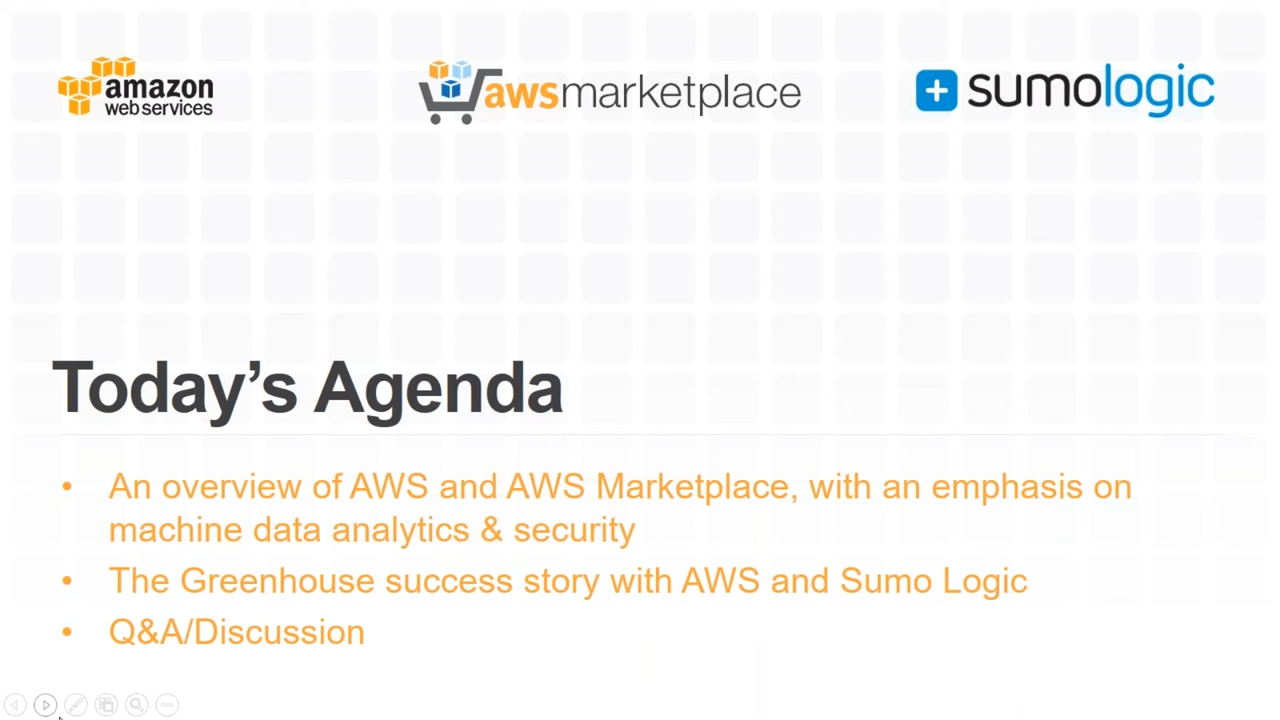 amazon
web services
awsmarketplace
sumologic
Today’s Agenda
• An overview of AWS and AWS Marketplace, with an emphasis on
machine data analytics & security
• The Greenhouse success story with AWS and Sumo Logic
• Q&A/Discussion